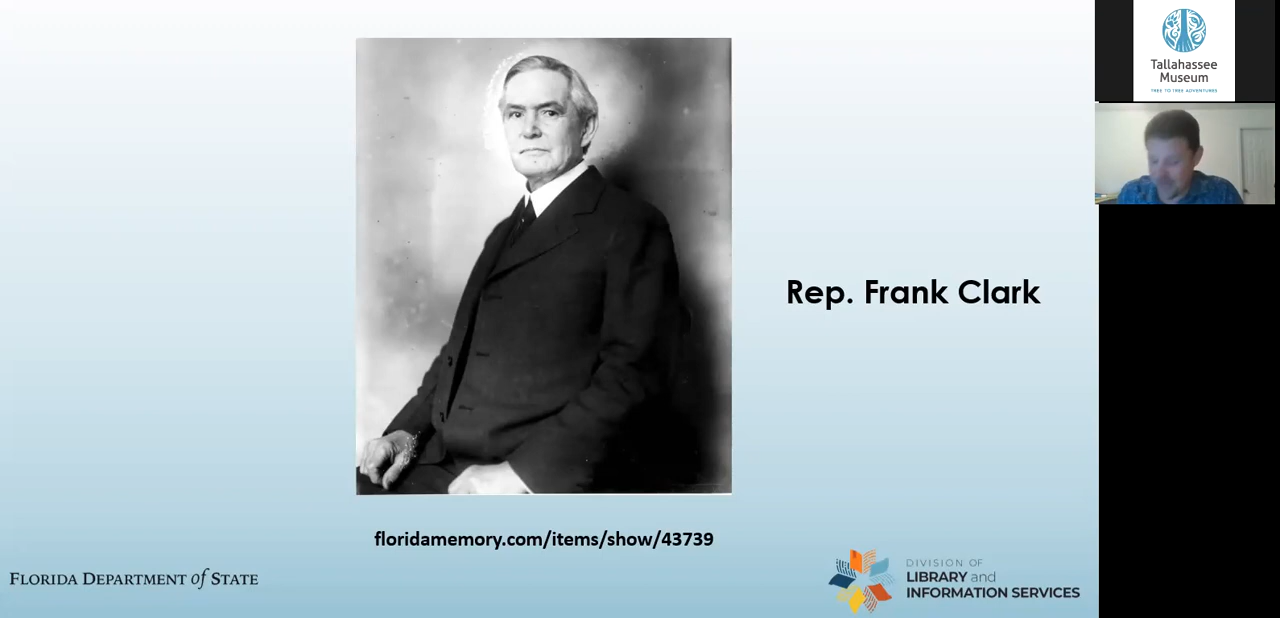 Rep. Frank Clark
floridamemory.com/items/show/43739
FLORIDA DEPARTMENT of STATE
DIVISION OF
LIBRARY and
INFORMATION SERVICES
Tallahassee
Museum
TREE TO TREE ADVENTURES